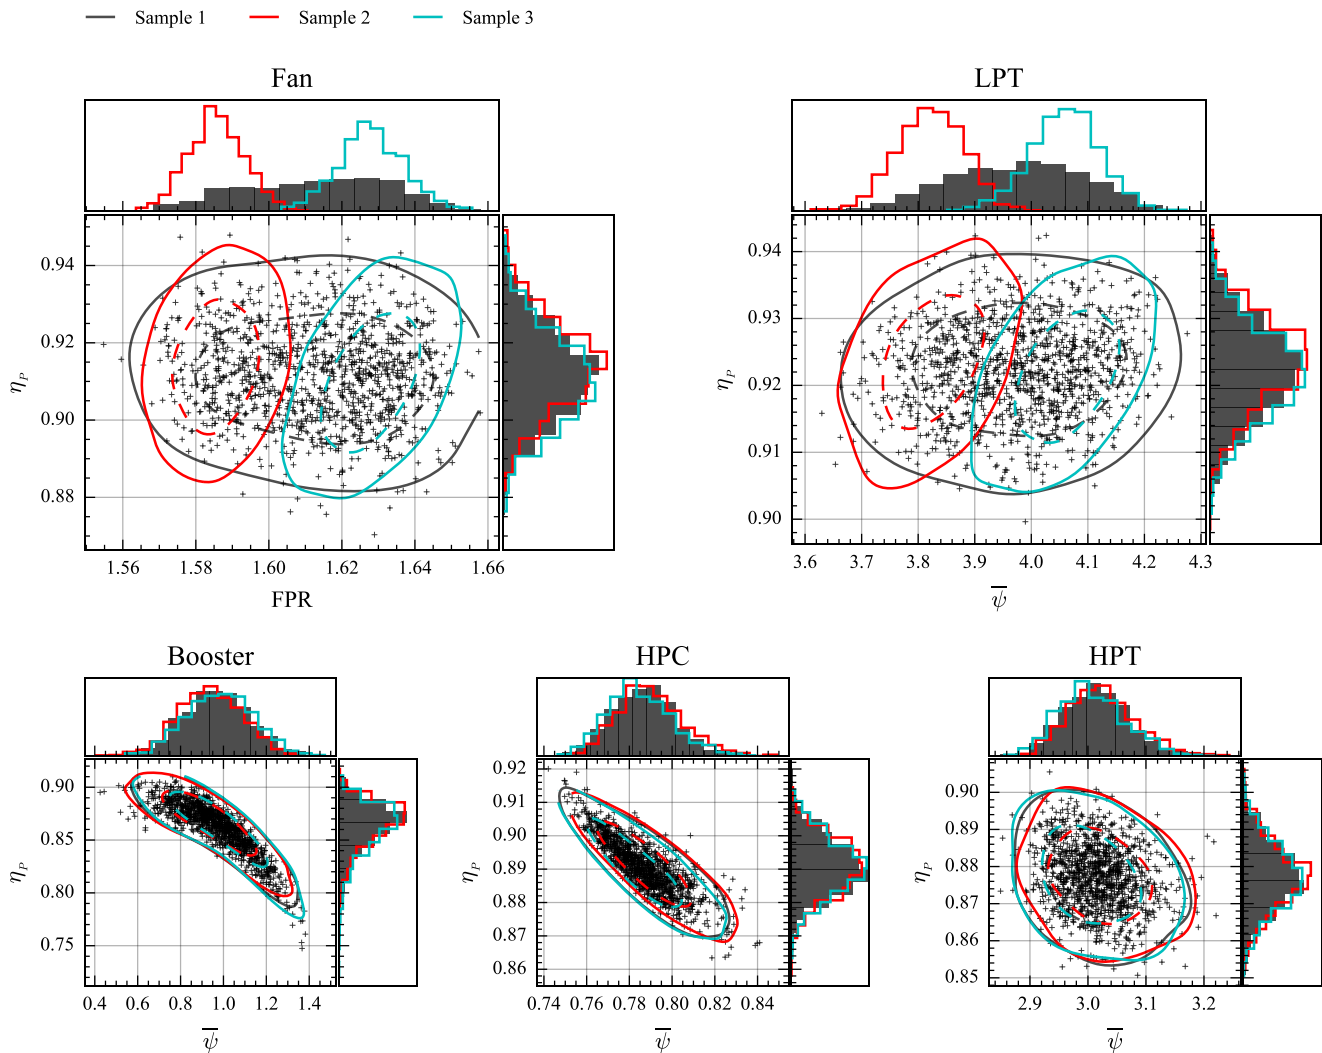 Sample 1 Sample 2 Sample 3
Fan LPT
0.94
0.92
0.90
0.88
η_P
1.56 1.58 1.60 1.62 1.64 1.66
FPR
0.94
0.93
0.92
0.91
0.90
η_P
3.6 3.7 3.8 3.9 4.0 4.1 4.2 4.3
ψ̅
Booster HPC HPT
0.90
0.85
0.80
0.75
η_P
0.4 0.6 0.8 1.0 1.2 1.4
ψ̅
0.92
0.91
0.90
0.89
0.88
0.87
0.86
η_P
0.74 0.76 0.78 0.80 0.82 0.84
ψ̅
0.90
0.89
0.88
0.87
0.86
0.85
η_P
2.9 3.0 3.1 3.2
ψ̅